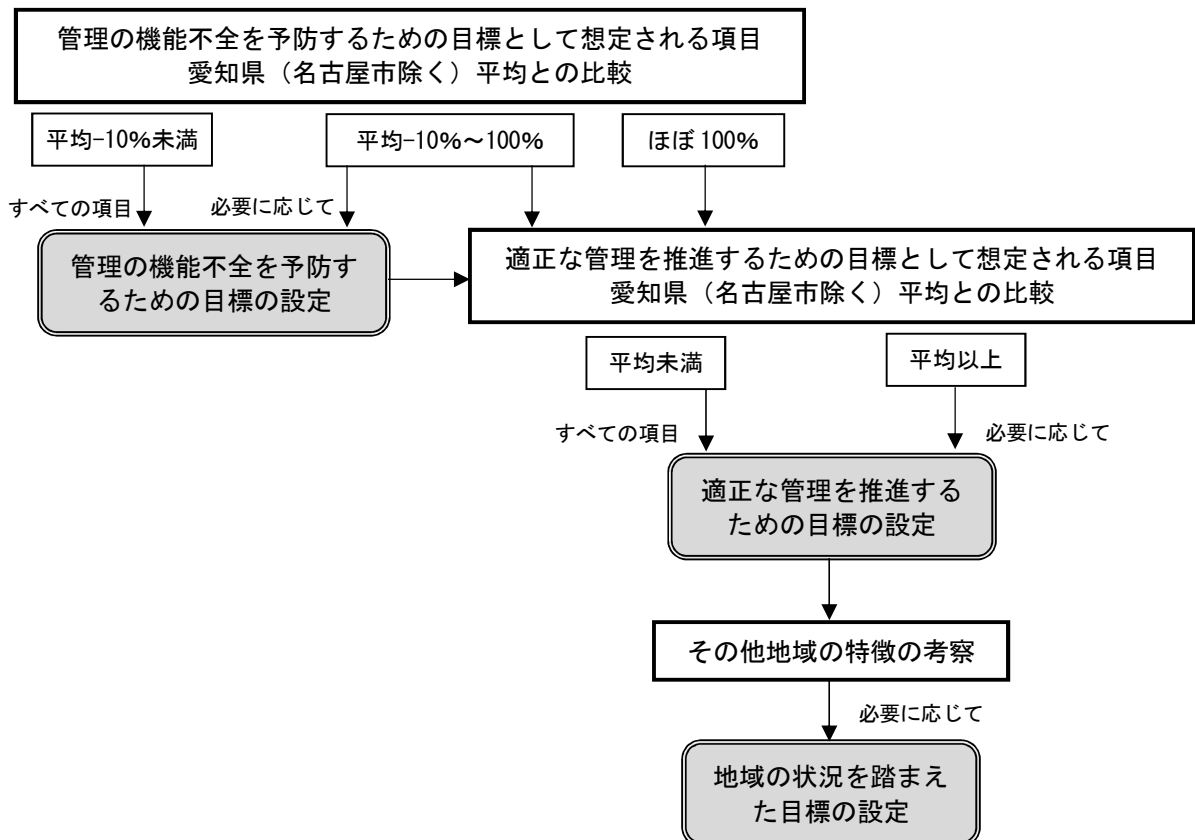 管理の機能不全を予防するための目標として想定される項目
愛知県（名古屋市除く）平均との比較
平均-10%未満
平均-10%～100%
ほぼ100%
すべての項目
必要に応じて
管理の機能不全を予防す
るための目標の設定
適正な管理を推進するための目標として想定される項目
愛知県（名古屋市除く）平均との比較
平均未満
平均以上
すべての項目
必要に応じて
適正な管理を推進する
ための目標の設定
その他地域の特徴の考察
必要に応じて
地域の状況を踏まえ
た目標の設定